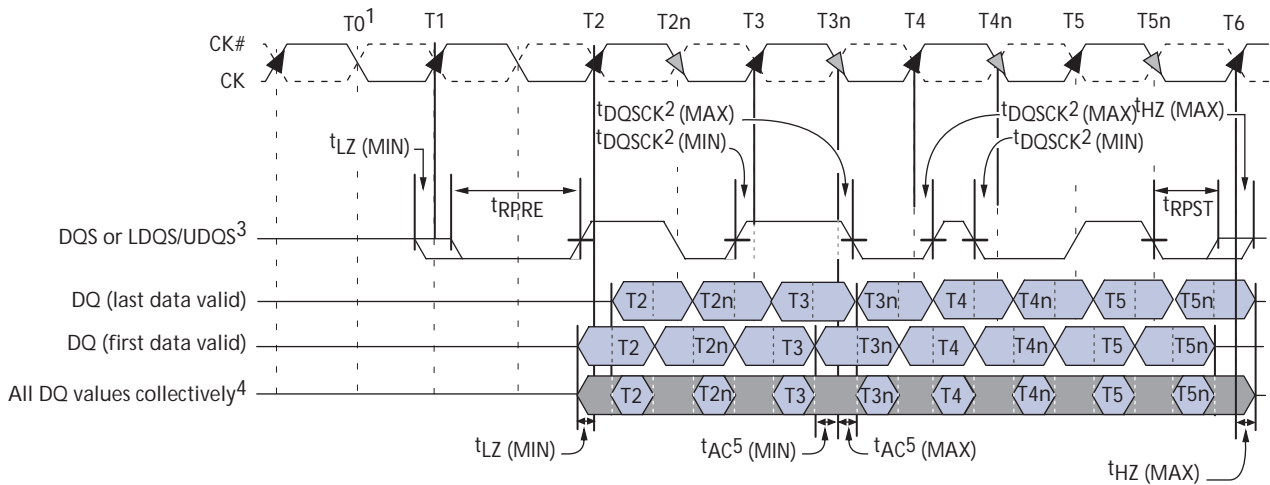 T0¹ T1 T2 T2n T3 T3n T4 T4n T5 T5n T6
CK#
CK
tDQSCK² (MAX) tDQSCK² (MAX) tHZ (MAX)
tLZ (MIN) tDQSCK² (MIN) tDQSCK² (MIN)
tRPRE tRPST
DQS or LDQS/UDQS³
DQ (last data valid) T2 T2n T3 T3n T4 T4n T5 T5n
DQ (first data valid) T2 T2n T3 T3n T4 T4n T5 T5n
All DQ values collectively⁴ T2 T2n T3 T3n T4 T4n T5 T5n
tLZ (MIN) tAC⁵ (MIN) tAC⁵ (MAX)
tHZ (MAX)